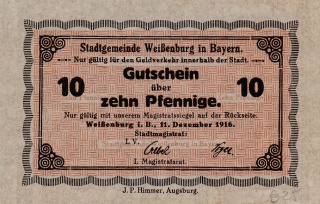 Stadtgemeinde Weißenburg in Bayern.
Nur gültig für den Geldverkehr innerhalb der Stadt.
Gutschein
10 über 10
zehn Pfennige.
Nur gültig mit unserem Magistratssiegel auf der Rückseite.
Weißenburg i. B., 11. Dezember 1916.
Stadtmagistrat:
I. V.
I. Magistratsrat.
J. P. Himmer, Augsburg.